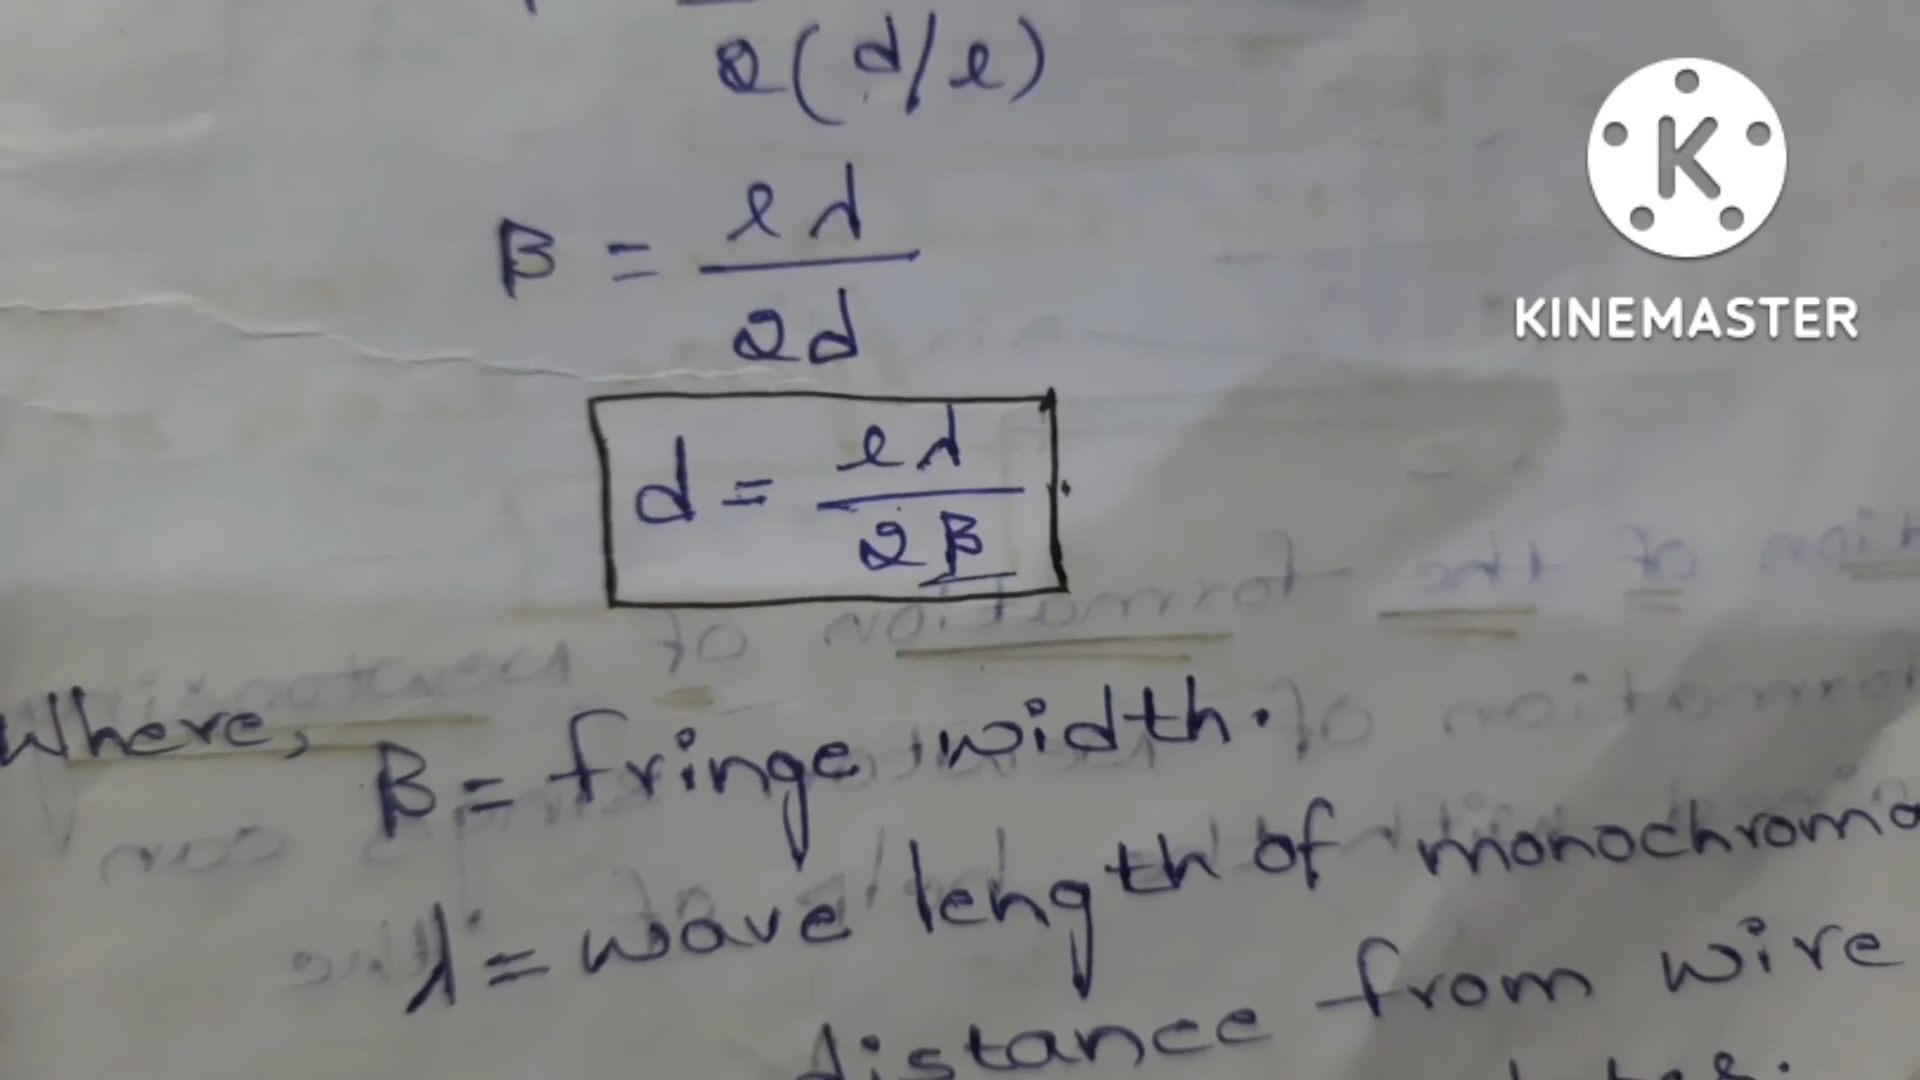 2(d/l)
β = lλ / 2d
d = lλ / 2β
Where,
β = fringe width.
λ = wave length of monochroma
distance from wire
KINEMASTER